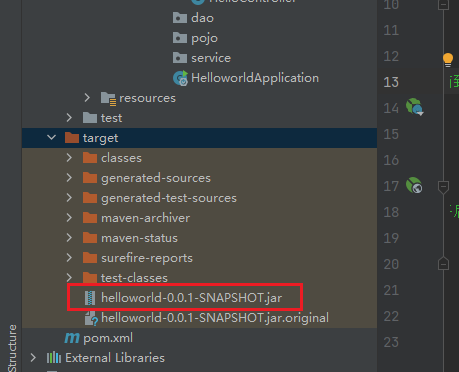 HelloController
dao
pojo
service
HelloworldApplication
resources
test
target
classes
generated-sources
generated-test-sources
maven-archiver
maven-status
surefire-reports
test-classes
helloworld-0.0.1-SNAPSHOT.jar
helloworld-0.0.1-SNAPSHOT.jar.original
pom.xml
External Libraries
Structure
10
11
12
13
14
15
16
17
18
19
20
21
22
23